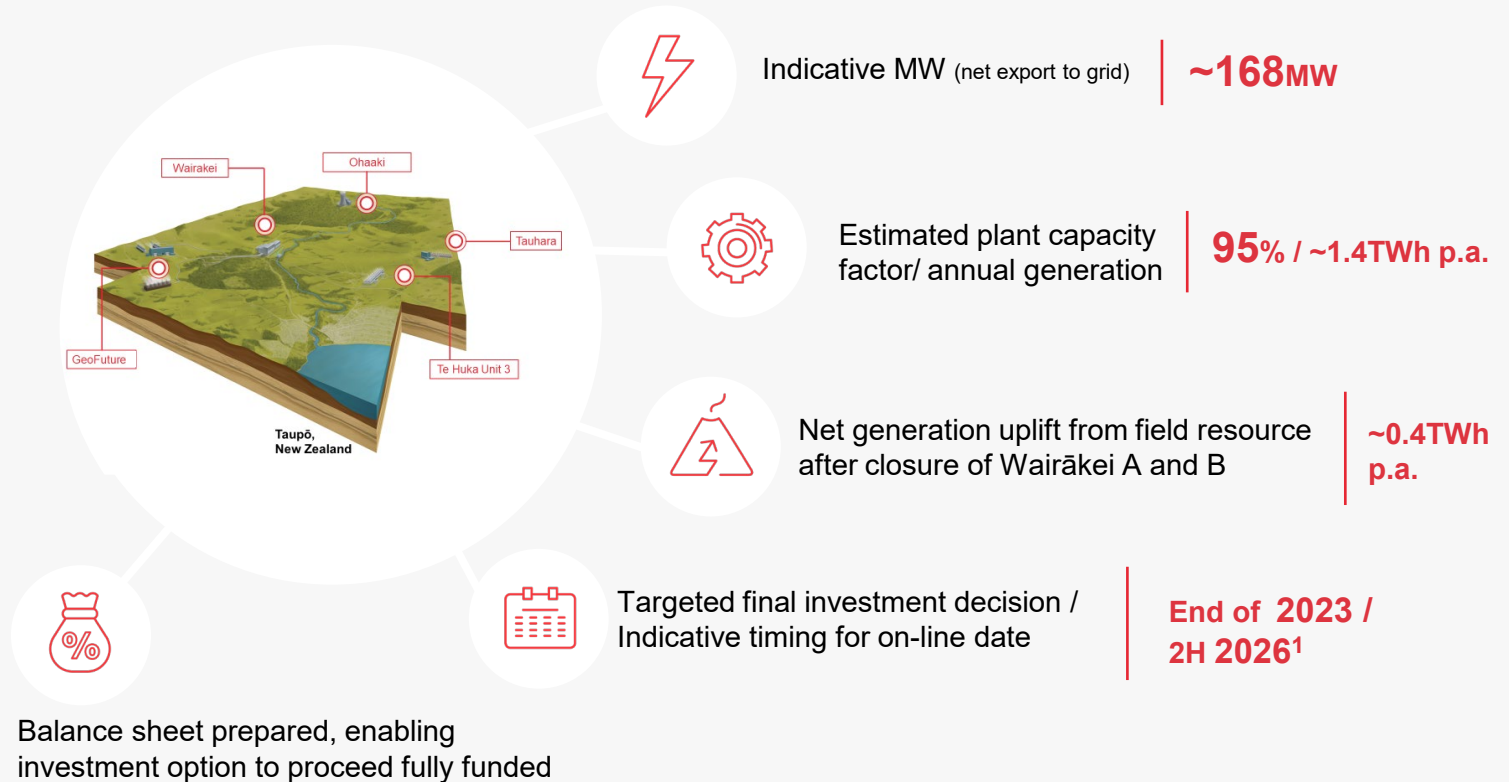 Indicative MW (net export to grid)
~168MW
Wairakei
Ohaaki
Tauhara
GeoFuture
Te Huka Unit 3
Taupō,
New Zealand
Estimated plant capacity
factor/ annual generation
95% / ~1.4TWh p.a.
Net generation uplift from field resource
after closure of Wairākei A and B
~0.4TWh
p.a.
Targeted final investment decision /
Indicative timing for on-line date
End of 2023 /
2H 2026¹
%
Balance sheet prepared, enabling
investment option to proceed fully funded